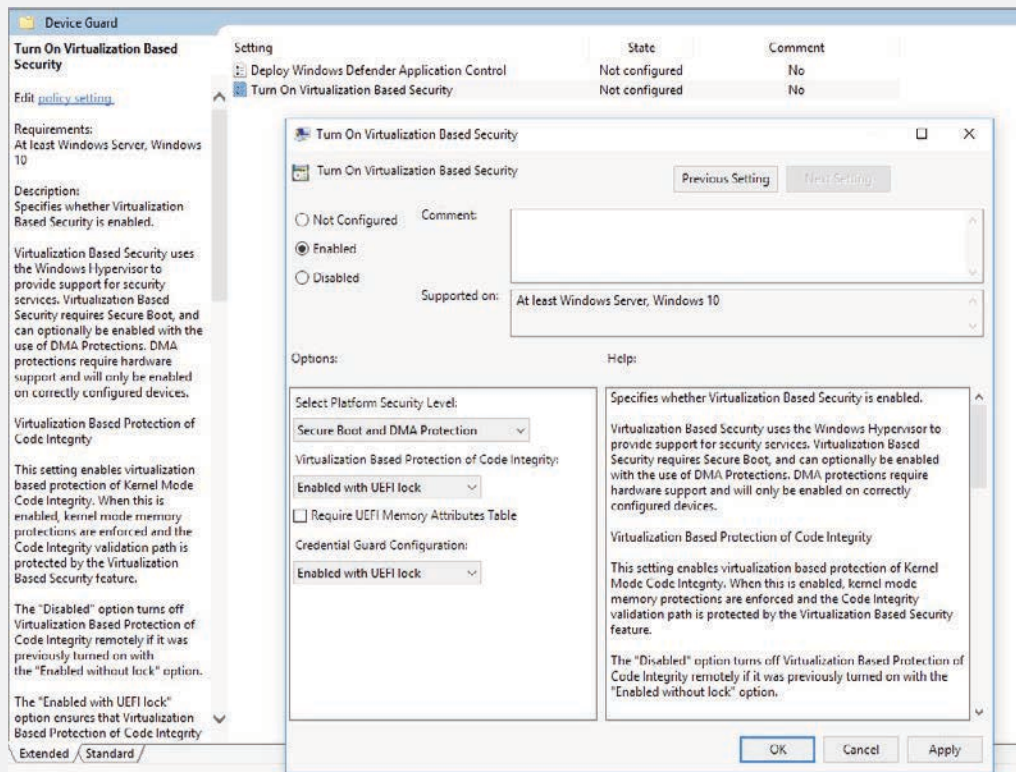 Device Guard
Turn On Virtualization Based
Security
Edit policy setting
Requirements:
At least Windows Server, Windows
10
Description:
Specifies whether Virtualization
Based Security is enabled.
Virtualization Based Security uses
the Windows Hypervisor to
provide support for security
services. Virtualization Based
Security requires Secure Boot, and
can optionally be enabled with the
use of DMA Protections. DMA
protections require hardware
support and will only be enabled
on correctly configured devices.
Virtualization Based Protection of
Code Integrity
This setting enables virtualization
based protection of Kernel Mode
Code Integrity. When this is
enabled, kernel mode memory
protections are enforced and the
Code Integrity validation path is
protected by the Virtualization
Based Security feature.
The "Disabled" option turns off
Virtualization Based Protection of
Code Integrity remotely if it was
previously turned on with
the "Enabled without lock" option.
The "Enabled with UEFI lock"
option ensures that Virtualization
Based Protection of Code Integrity
Extended Standard
Setting State Comment
Deploy Windows Defender Application Control Not configured No
Turn On Virtualization Based Security Not configured No
Turn On Virtualization Based Security
Turn On Virtualization Based Security
Previous Setting Next Setting
Not Configured Comment:
Enabled
Disabled
Supported on: At least Windows Server, Windows 10
Options: Help:
Select Platform Security Level:
Secure Boot and DMA Protection
Virtualization Based Protection of Code Integrity:
Enabled with UEFI lock
Require UEFI Memory Attributes Table
Credential Guard Configuration:
Enabled with UEFI lock
Specifies whether Virtualization Based Security is enabled.
Virtualization Based Security uses the Windows Hypervisor to
provide support for security services. Virtualization Based
Security requires Secure Boot, and can optionally be enabled
with the use of DMA Protections. DMA protections require
hardware support and will only be enabled on correctly
configured devices.
Virtualization Based Protection of Code Integrity
This setting enables virtualization based protection of Kernel
Mode Code Integrity. When this is enabled, kernel mode
memory protections are enforced and the Code Integrity
validation path is protected by the Virtualization Based Security
feature.
The "Disabled" option turns off Virtualization Based Protection of
Code Integrity remotely if it was previously turned on with the
"Enabled without lock" option.
OK Cancel Apply